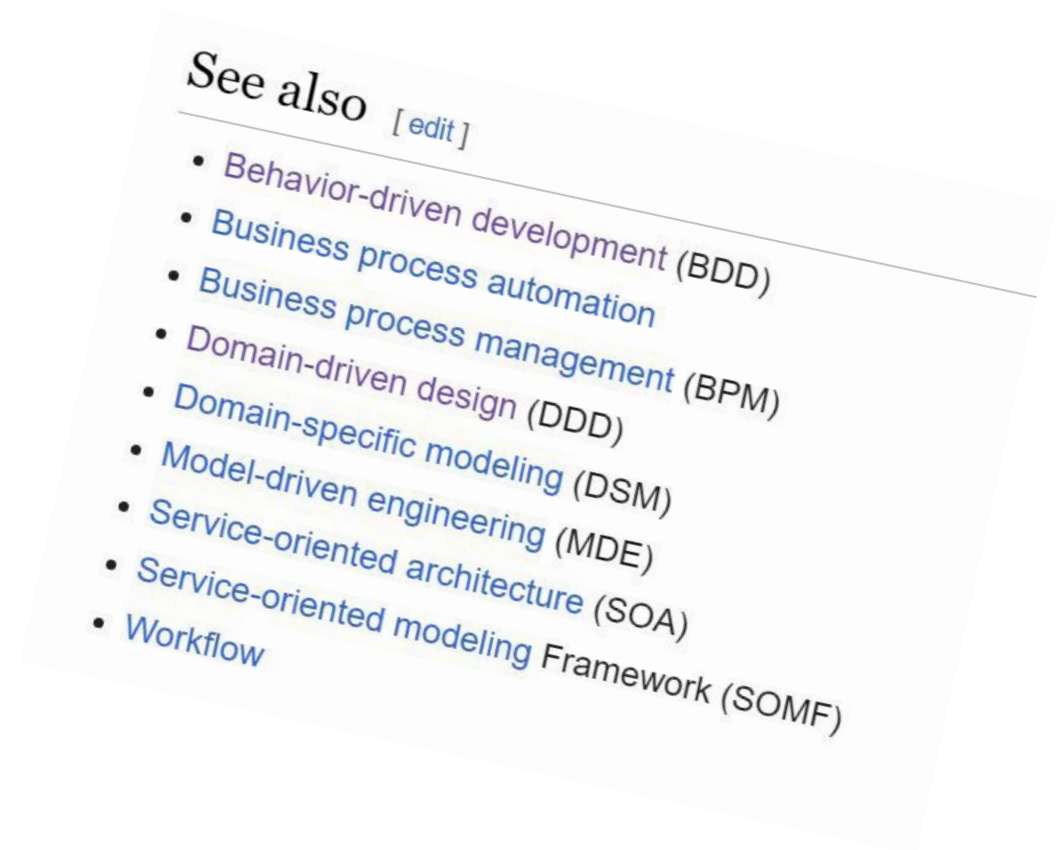 See also [ edit ]
• Behavior-driven development (BDD)
• Business process automation
• Business process management (BPM)
• Domain-driven design (DDD)
• Domain-specific modeling (DSM)
• Model-driven engineering (MDE)
• Service-oriented architecture (SOA)
• Service-oriented modeling Framework (SOMF)
• Workflow